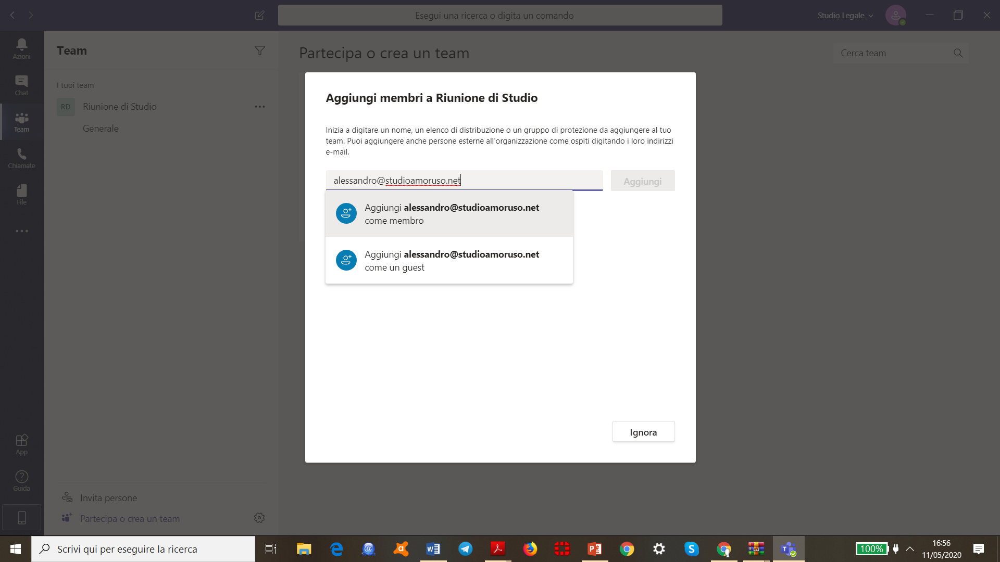 Esegui una ricerca o digita un comando
Studio Legale
Azioni
Chat
Team
Chiamate
File
App
Guida
Team
I tuoi team
RD
Riunione di Studio
Generale
Invita persone
Partecipa o crea un team
Partecipa o crea un team
Cerca team
Aggiungi membri a Riunione di Studio
Inizia a digitare un nome, un elenco di distribuzione o un gruppo di protezione da aggiungere al tuo
team. Puoi aggiungere anche persone esterne all'organizzazione come ospiti digitando i loro indirizzi
e-mail.
alessandro@studioamoruso.net
Aggiungi
Aggiungi alessandro@studioamoruso.net
come membro
Aggiungi alessandro@studioamoruso.net
come un guest
Ignora
Scrivi qui per eseguire la ricerca
100%
16:56
11/05/2020